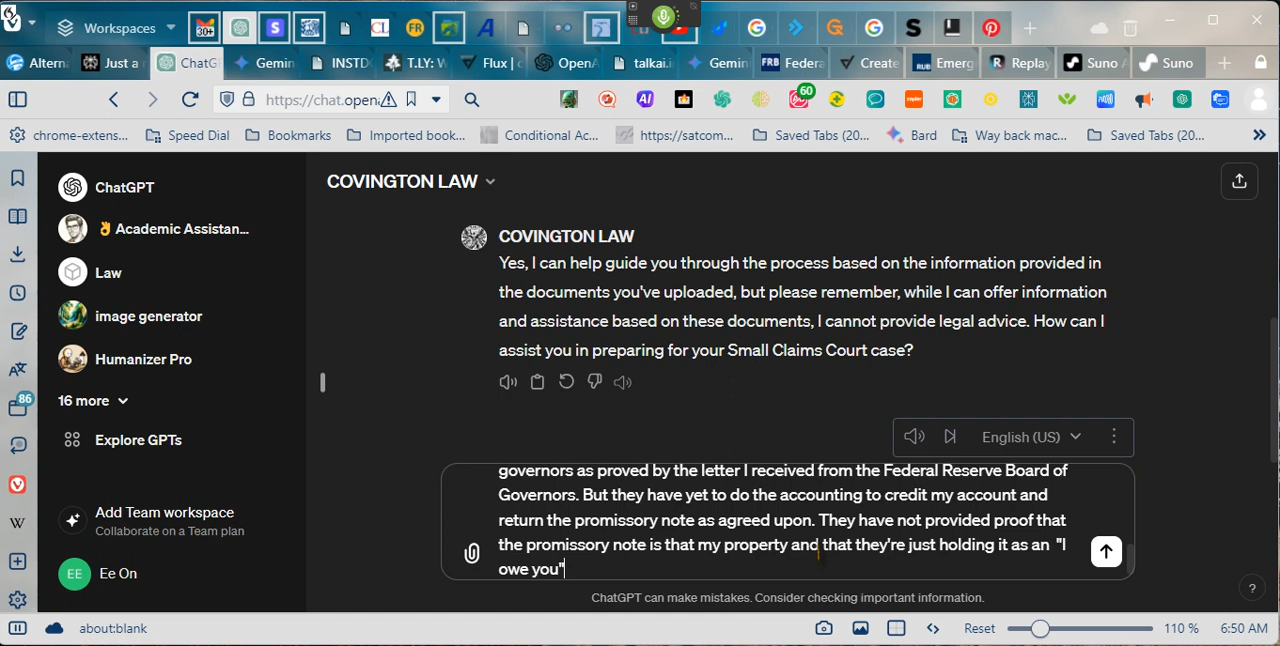 Workspaces
30+
S
CL
FR
A
G
G
S
Altern
Just a
ChatG
Gemin
INSTD
T.LY: W
Flux | c
OpenA
talkai.i
Gemin
FRB
Federa
Create
RUB
Emerg
R
Replay
Suno A
Suno
https://chat.open
60
chrome-extens...
Speed Dial
Bookmarks
Imported book...
Conditional Ac...
https://satcom...
Saved Tabs (20...
Bard
Way back mac...
Saved Tabs (20...
ChatGPT
👌 Academic Assistan...
Law
image generator
Humanizer Pro
16 more
Explore GPTs
Add Team workspace
Collaborate on a Team plan
EE
Ee On
86
W
COVINGTON LAW
COVINGTON LAW
Yes, I can help guide you through the process based on the information provided in
the documents you've uploaded, but please remember, while I can offer information
and assistance based on these documents, I cannot provide legal advice. How can I
assist you in preparing for your Small Claims Court case?
English (US)
governors as proved by the letter I received from the Federal Reserve Board of
Governors. But they have yet to do the accounting to credit my account and
return the promissory note as agreed upon. They have not provided proof that
the promissory note is that my property and that they're just holding it as an "I
owe you"
ChatGPT can make mistakes. Consider checking important information.
?
about:blank
Reset
110 %
6:50 AM